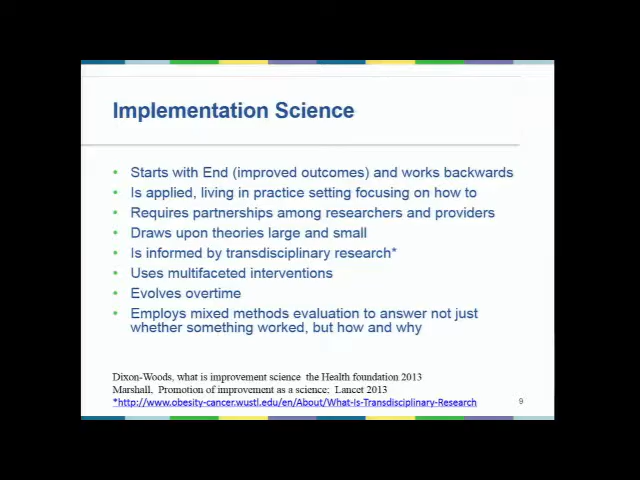 Implementation Science
• Starts with End (improved outcomes) and works backwards
• Is applied, living in practice setting focusing on how to
• Requires partnerships among researchers and providers
• Draws upon theories large and small
• Is informed by transdisciplinary research*
• Uses multifaceted interventions
• Evolves overtime
• Employs mixed methods evaluation to answer not just
whether something worked, but how and why
Dixon-Woods, what is improvement science the Health foundation 2013
Marshall. Promotion of improvement as a science; Lancet 2013
*http://www.obesity-cancer.wustl.edu/en/About/What-Is-Transdisciplinary-Research
9